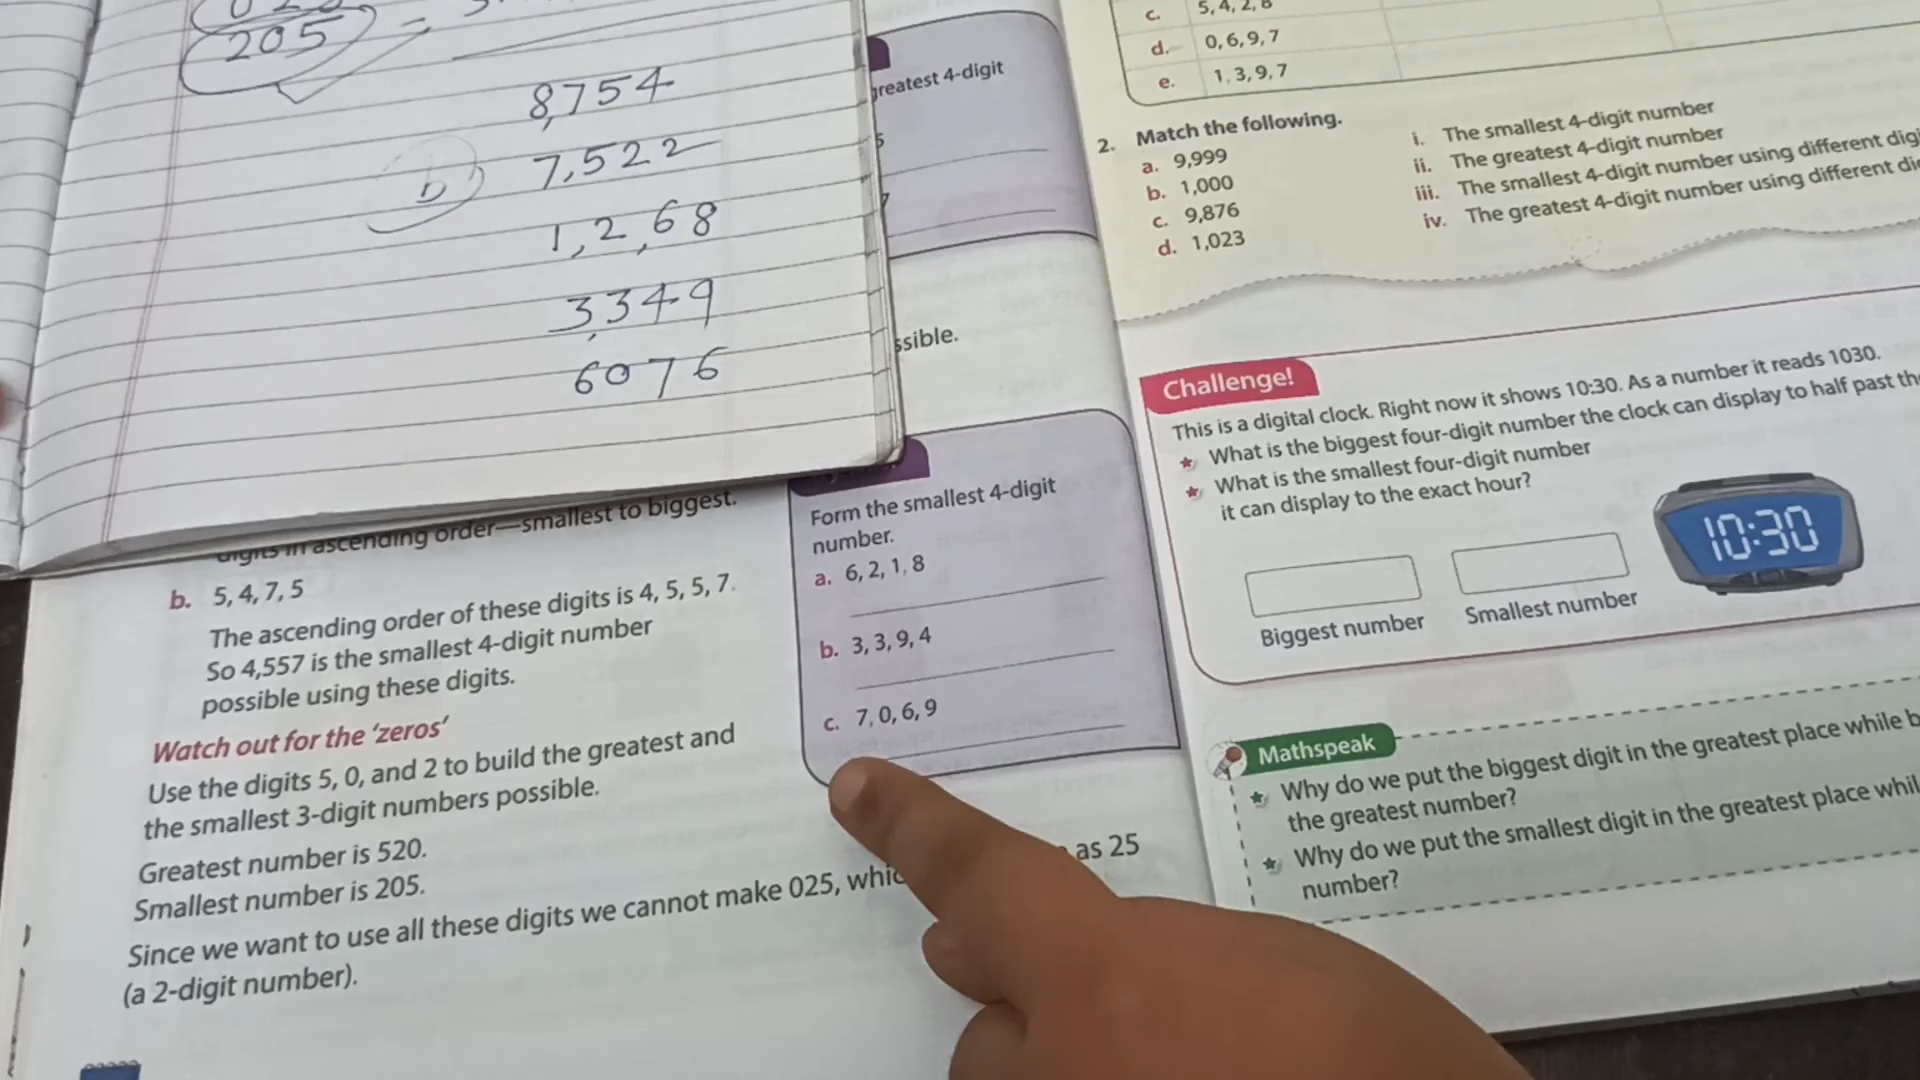 205
=
8,754
D
7,522
1,2,68
3,349
6076
digits in ascending order—smallest to biggest.
b. 5, 4, 7, 5
The ascending order of these digits is 4, 5, 5, 7.
So 4,557 is the smallest 4-digit number
possible using these digits.
Watch out for the 'zeros'
Use the digits 5, 0, and 2 to build the greatest and
the smallest 3-digit numbers possible.
Greatest number is 520.
Smallest number is 205.
Since we want to use all these digits we cannot make 025, as 25
(a 2-digit number).
greatest 4-digit
Form the smallest 4-digit
number.
a. 6, 2, 1, 8
b. 3, 3, 9, 4
c. 7, 0, 6, 9
c. 5, 4, 2, 8
d. 0, 6, 9, 7
e. 1, 3, 9, 7
2. Match the following.
a. 9,999
b. 1,000
c. 9,876
d. 1,023
i. The smallest 4-digit number
ii. The greatest 4-digit number
iii. The smallest 4-digit number using different
iv. The greatest 4-digit number using different
Challenge!
This is a digital clock. Right now it shows 10:30. As a number it reads 1030.
★ What is the biggest four-digit number the clock can display to half past
★ What is the smallest four-digit number
it can display to the exact hour?
10:30
Biggest number
Smallest number
Mathspeak
★ Why do we put the biggest digit in the greatest place while
the greatest number?
★ Why do we put the smallest digit in the greatest place
number?